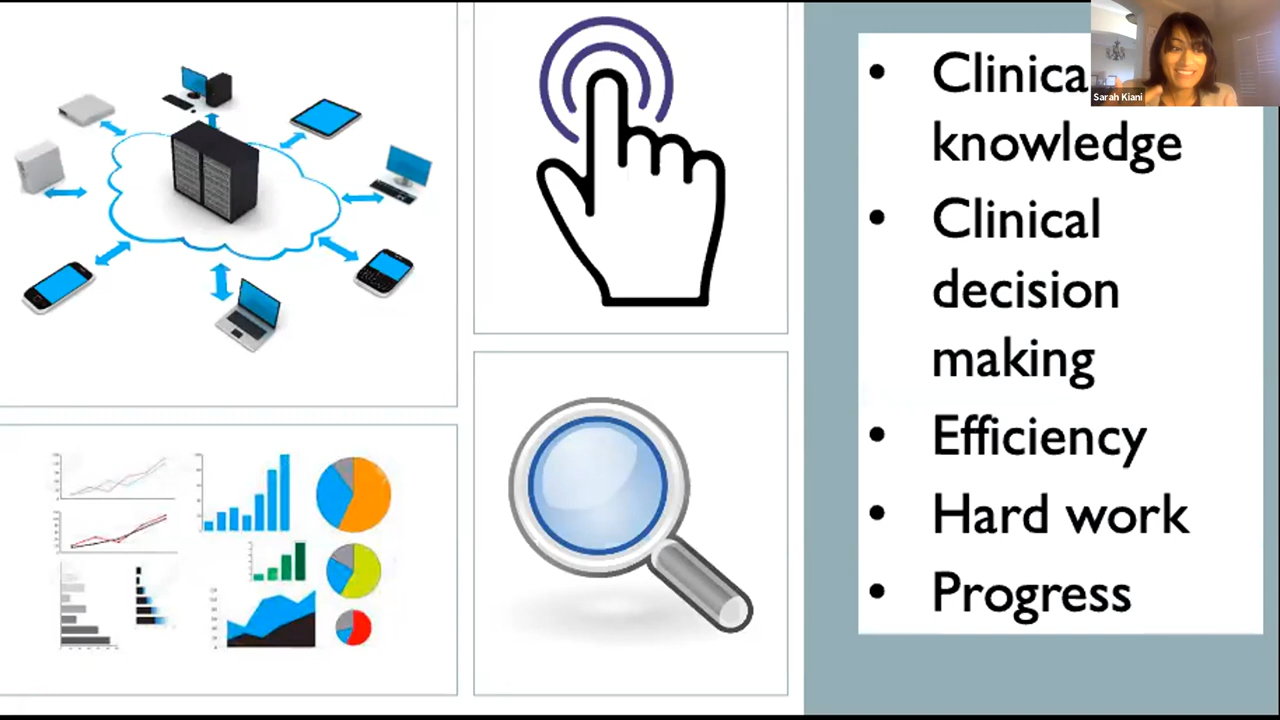 • Clinica
knowledge
• Clinical
decision
making
• Efficiency
• Hard work
• Progress
Sarah Kiani